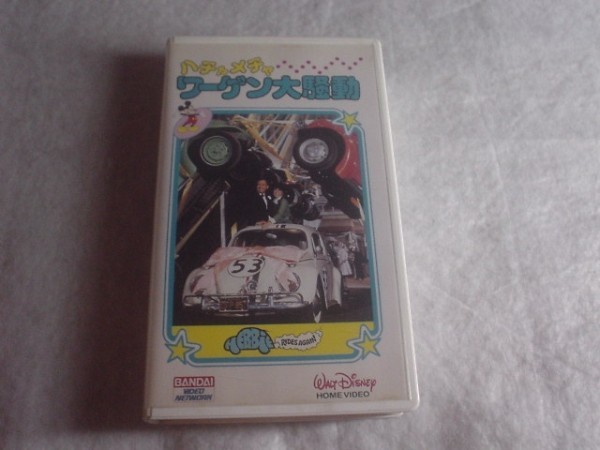 ハチャメチャ
ワーゲン大騒動
53
HERBIE
RIDES AGAIN
BANDAI
VIDEO
NETWORK
WALT DISNEY
HOME VIDEO